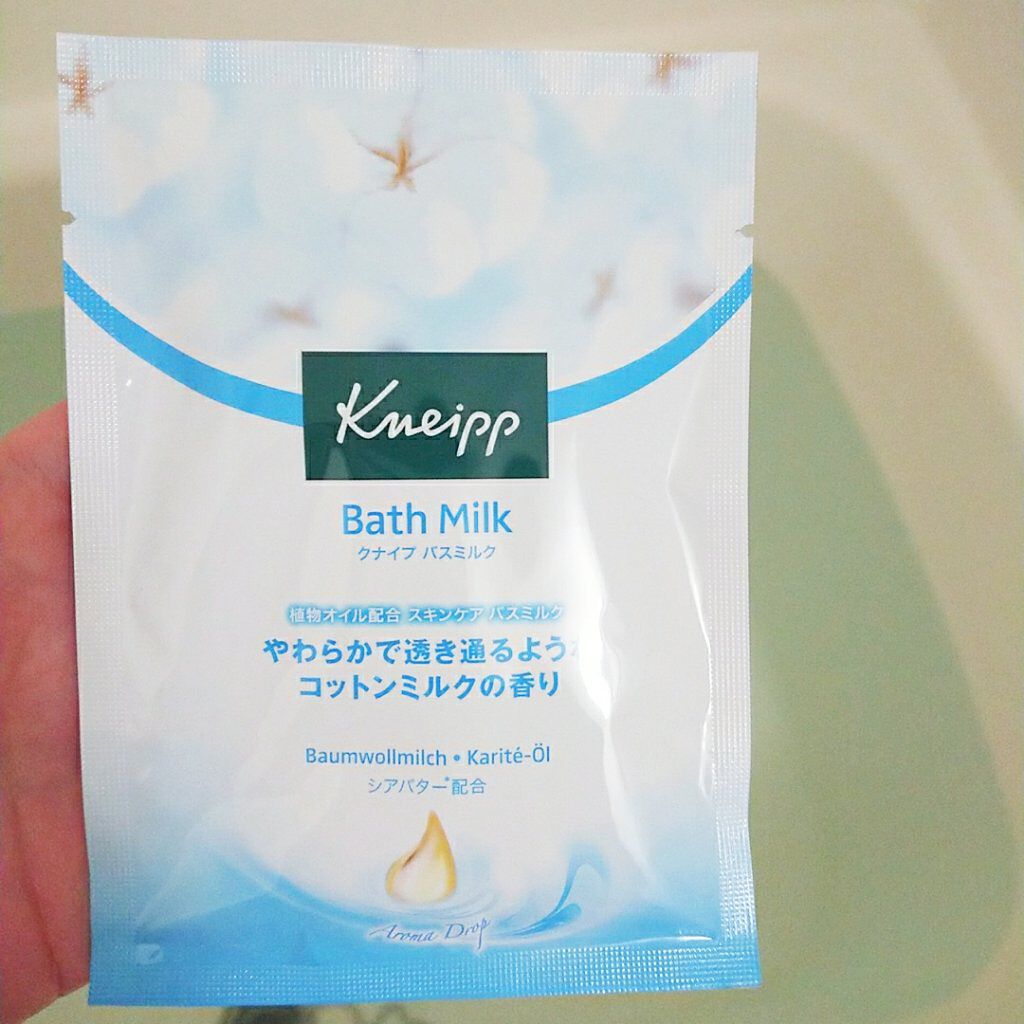 Kneipp
Bath Milk
クナイプ バスミルク
植物オイル配合 スキンケア バスミルク
やわらかで透き通るような
コットンミルクの香り
Baumwollmilch • Karité-Öl
シアバター*配合
Aroma Drop